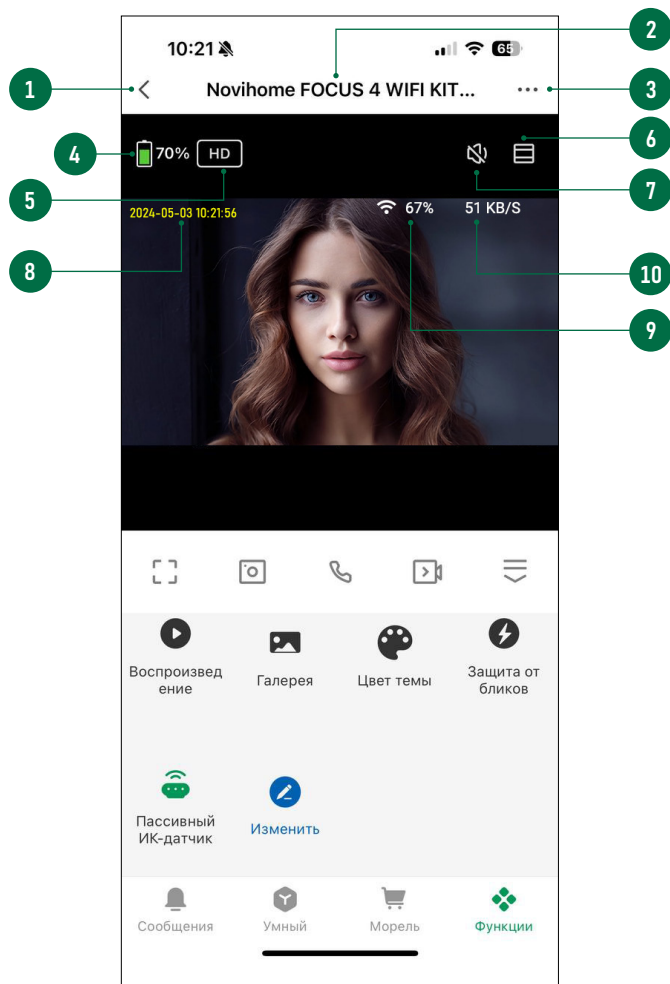 2
10:21
65
1
Novihome FOCUS 4 WIFI KIT...
3
4
70%
HD
6
5
7
2024-05-03 10:21:56
67%
51 KB/S
8
10
9
Воспроизвед
ение
Галерея
Цвет темы
Защита от
бликов
Пассивный
ИК-датчик
Изменить
Сообщения
Умный
Морель
Функции